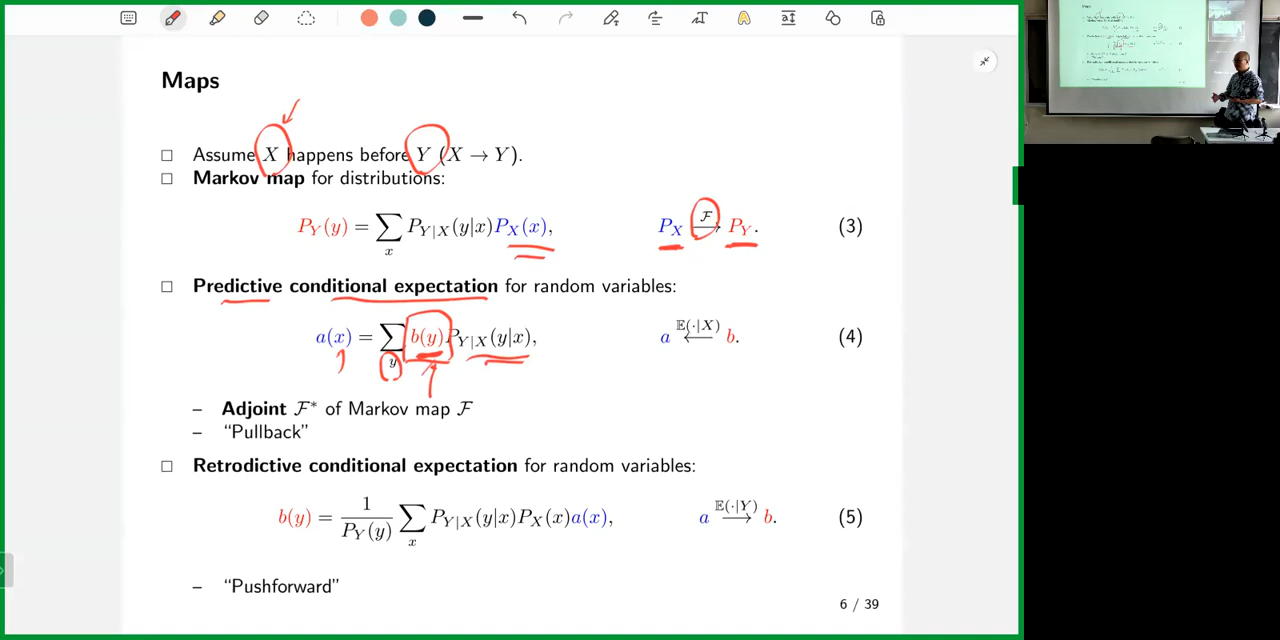 Maps
□ Assume X happens before Y (X → Y).
□ Markov map for distributions:
P_Y(y) = ∑_x P_{Y|X}(y|x)P_X(x), P_X —ℱ→ P_Y. (3)
□ Predictive conditional expectation for random variables:
a(x) = ∑_y b(y)P_{Y|X}(y|x), a ←𝔼(·|X)— b. (4)
– Adjoint ℱ* of Markov map ℱ
– “Pullback”
□ Retrodictive conditional expectation for random variables:
b(y) = 1/P_Y(y) ∑_x P_{Y|X}(y|x)P_X(x)a(x), a —𝔼(·|Y)→ b. (5)
– “Pushforward”
6 / 39